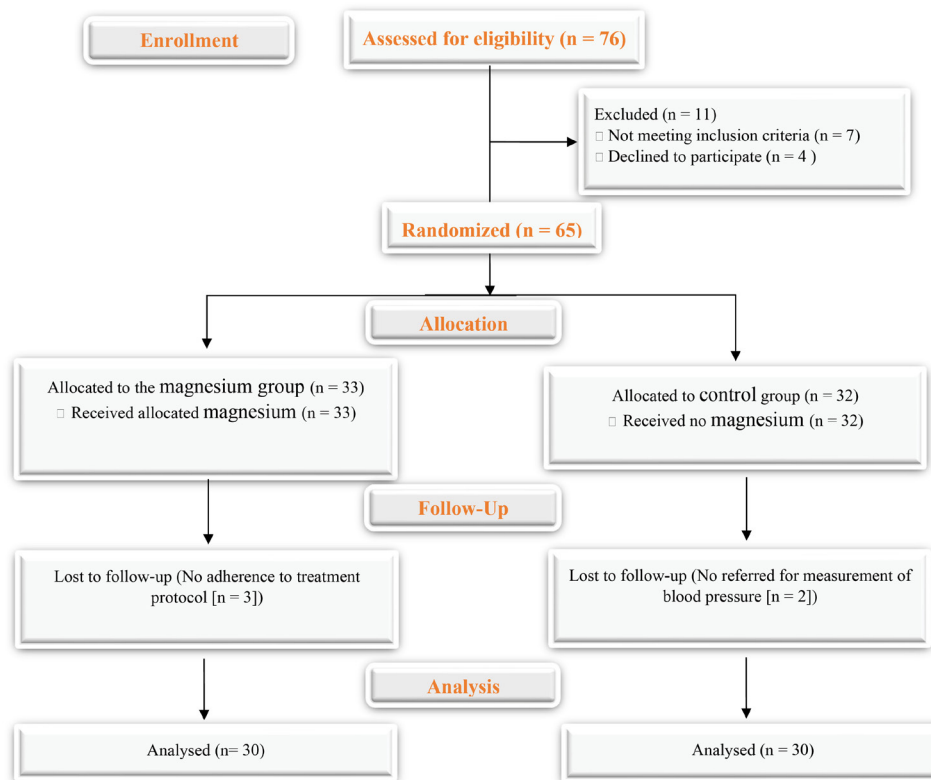 Enrollment
Assessed for eligibility (n = 76)
Excluded (n = 11)
□ Not meeting inclusion criteria (n = 7)
□ Declined to participate (n = 4 )
Randomized (n = 65)
Allocation
Allocated to the magnesium group (n = 33)
□ Received allocated magnesium (n = 33)
Allocated to control group (n = 32)
□ Received no magnesium (n = 32)
Follow-Up
Lost to follow-up (No adherence to treatment
protocol [n = 3])
Lost to follow-up (No referred for measurement of
blood pressure [n = 2])
Analysis
Analysed (n= 30)
Analysed (n = 30)